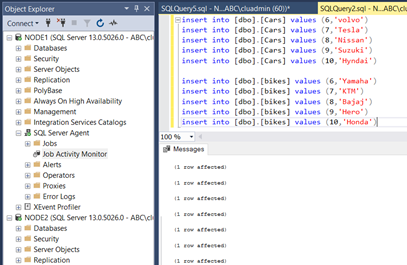 Object Explorer
Connect
NODE1 (SQL Server 13.0.5026.0 - ABC\clua
Databases
Security
Server Objects
Replication
PolyBase
Always On High Availability
Management
Integration Services Catalogs
SQL Server Agent
Jobs
Job Activity Monitor
Alerts
Operators
Proxies
Error Logs
XEvent Profiler
NODE2 (SQL Server 13.0.5026.0 - ABC\clu
Databases
Security
Server Objects
Replication
SQLQuery5.sql - N...ABC\cluadmin (60))*
SQLQuery2.sql - N...AB
insert into [dbo].[Cars] values (6,'volvo')
insert into [dbo].[Cars] values (7,'Tesla')
insert into [dbo].[Cars] values (8,'Nissan')
insert into [dbo].[Cars] values (9,'Suzuki')
insert into [dbo].[Cars] values (10,'Hyndai')
insert into [dbo].[bikes] values (6,'Yamaha')
insert into [dbo].[bikes] values (7,'KTM')
insert into [dbo].[bikes] values (8,'Bajaj')
insert into [dbo].[bikes] values (9,'Hero')
insert into [dbo].[bikes] values (10,'Honda')
100 %
Messages
(1 row affected)
(1 row affected)
(1 row affected)
(1 row affected)
(1 row affected)
(1 row affected)
(1 row affected)